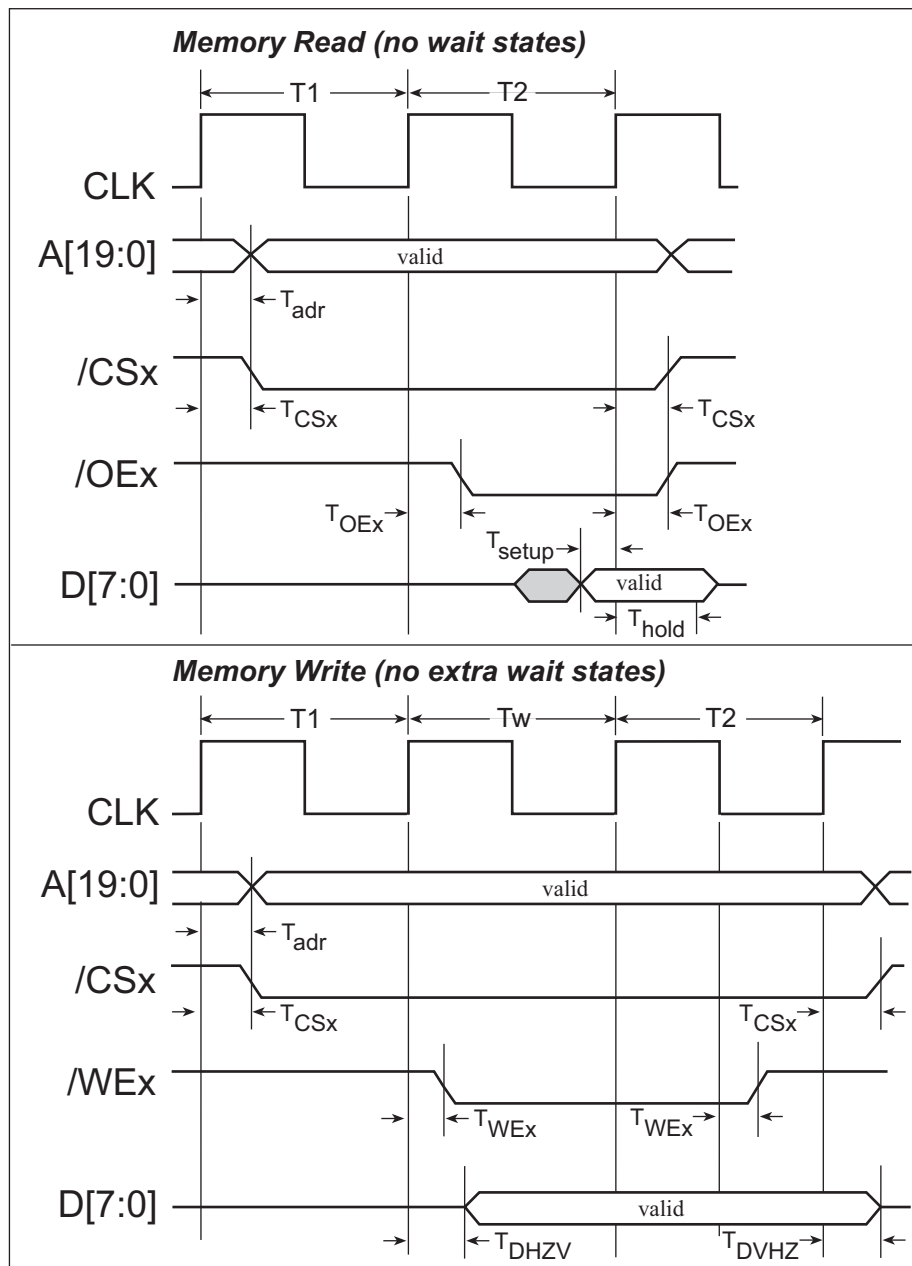 Memory Read (no wait states)
T1 T2
CLK
A[19:0] valid
Tadr
/CSx
TCSx TCSx
/OEx
TOEx TOEx
Tsetup
D[7:0] valid
Thold
Memory Write (no extra wait states)
T1 Tw T2
CLK
A[19:0] valid
Tadr
/CSx
TCSx TCSx
/WEx
TWEx TWEx
D[7:0] valid
TDHZV TDVHZ